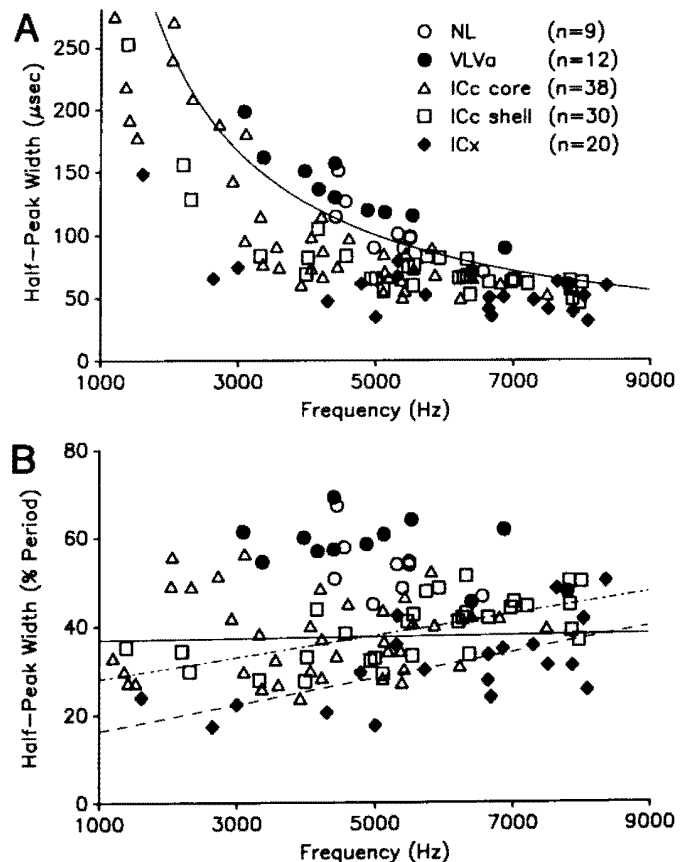 A
250
200
150
100
50
0
Half-Peak Width (μsec)
NL (n=9)
VLVa (n=12)
ICc core (n=38)
ICc shell (n=30)
ICx (n=20)
1000 3000 5000 7000 9000
Frequency (Hz)
B
80
60
40
20
0
Half-Peak Width (% Period)
1000 3000 5000 7000 9000
Frequency (Hz)